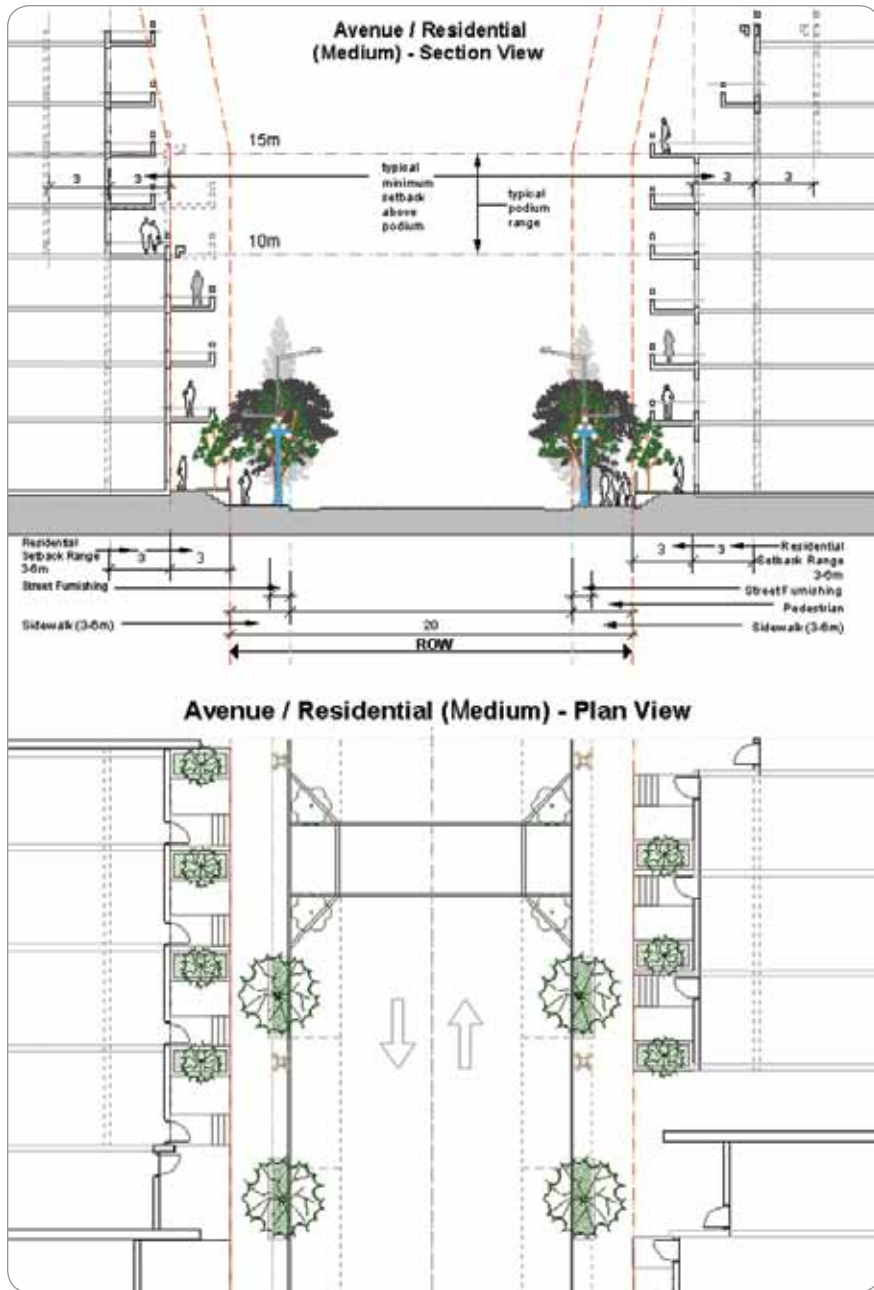 Avenue / Residential
(Medium) - Section View
15m
typical
minimum
setback
above
podium
typical
podium
range
3
3
3
3
10m
Residential
Setback Range
3-6m
3
3
3
3
Residential
Setback Range
3-6m
Street Furnishing
Street Furnishing
Pedestrian
Sidewalk (3-6m)
20
Sidewalk (3-6m)
ROW
Avenue / Residential (Medium) - Plan View